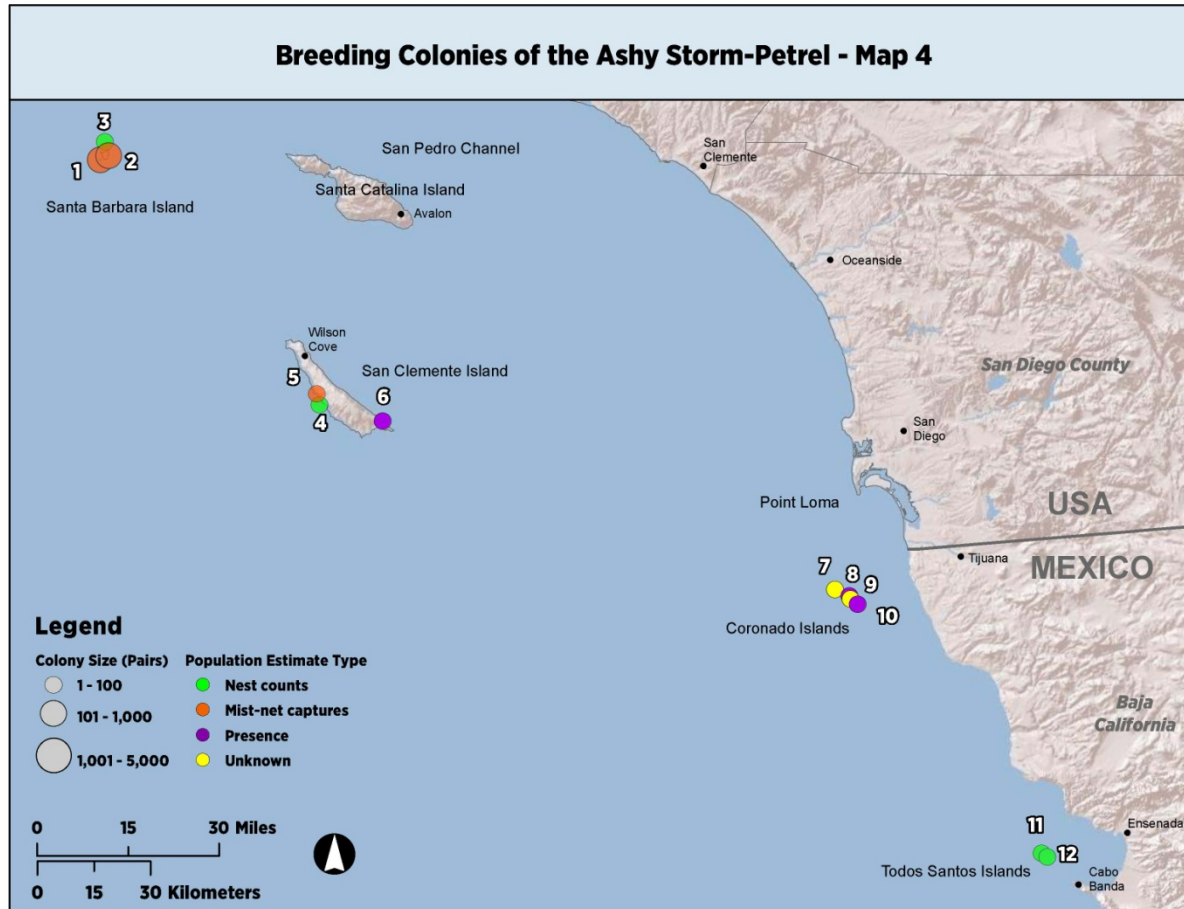 Breeding Colonies of the Ashy Storm-Petrel - Map 4
3
1
2
Santa Barbara Island
San Pedro Channel
Santa Catalina Island
Avalon
San
Clemente
Oceanside
Wilson
Cove
San Clemente Island
5
6
4
San Diego County
San
Diego
Point Loma
USA
MEXICO
Tijuana
7
8
9
10
Coronado Islands
Baja
California
Ensenada
11
12
Todos Santos Islands
Cabo
Banda
Legend
Colony Size (Pairs)
1 - 100
101 - 1,000
1,001 - 5,000
Population Estimate Type
Nest counts
Mist-net captures
Presence
Unknown
0 15 30 Miles
0 15 30 Kilometers